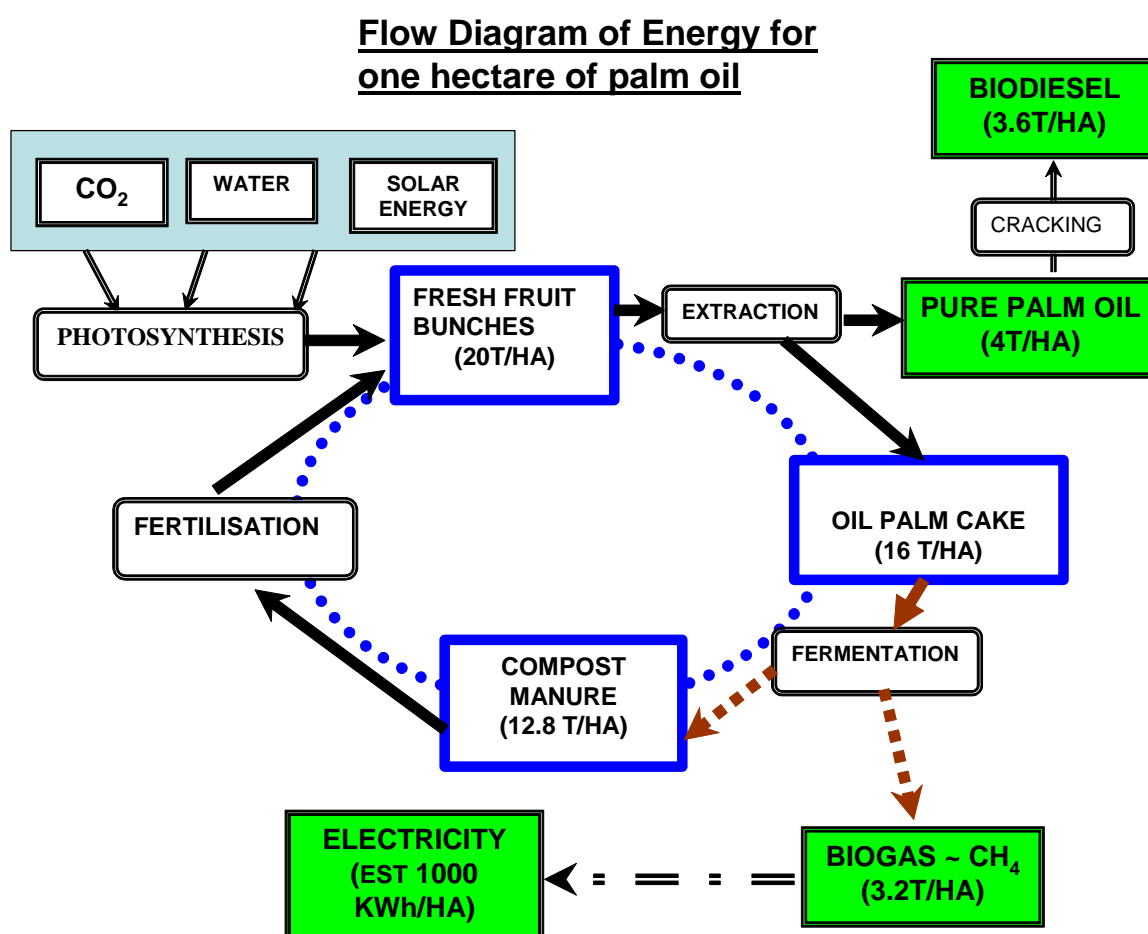 Flow Diagram of Energy for
one hectare of palm oil
BIODIESEL
(3.6T/HA)
CO₂
WATER
SOLAR
ENERGY
CRACKING
PHOTOSYNTHESIS
FRESH FRUIT
BUNCHES
(20T/HA)
EXTRACTION
PURE PALM OIL
(4T/HA)
FERTILISATION
OIL PALM CAKE
(16 T/HA)
COMPOST
MANURE
(12.8 T/HA)
FERMENTATION
ELECTRICITY
(EST 1000
KWh/HA)
BIOGAS ~ CH₄
(3.2T/HA)